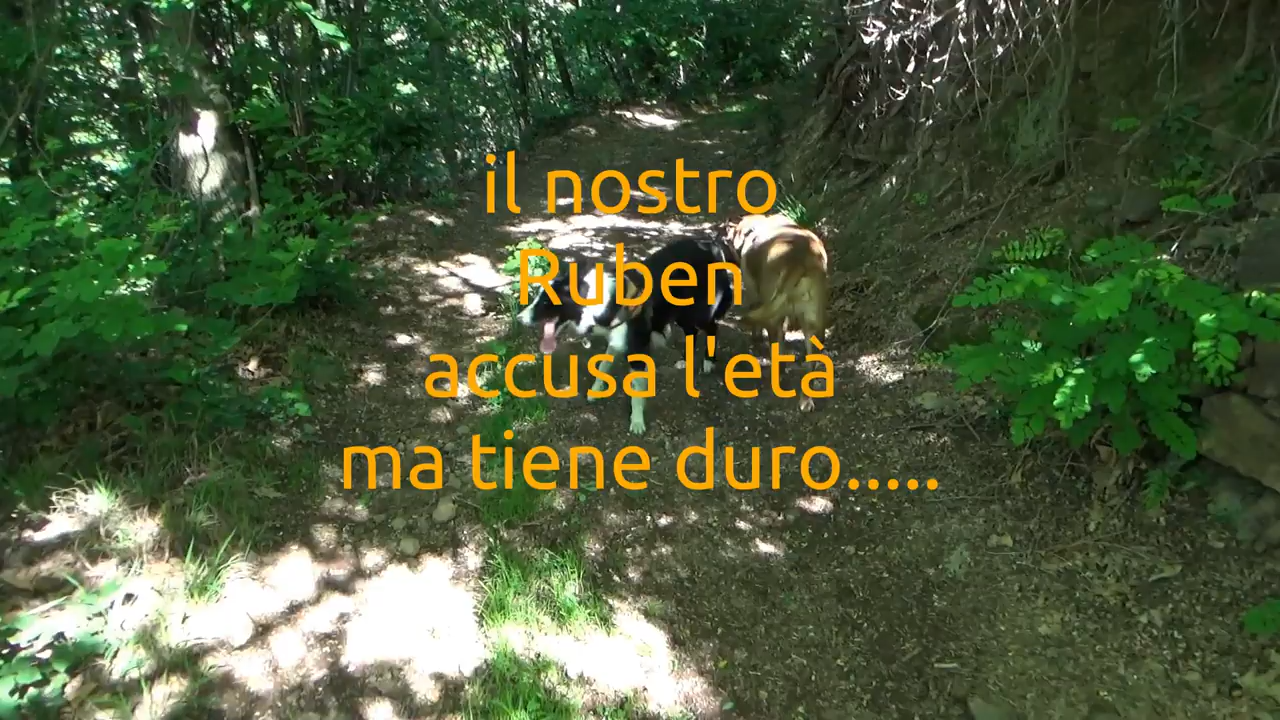 il nostro
Ruben
accusa l'età
ma tiene duro.....